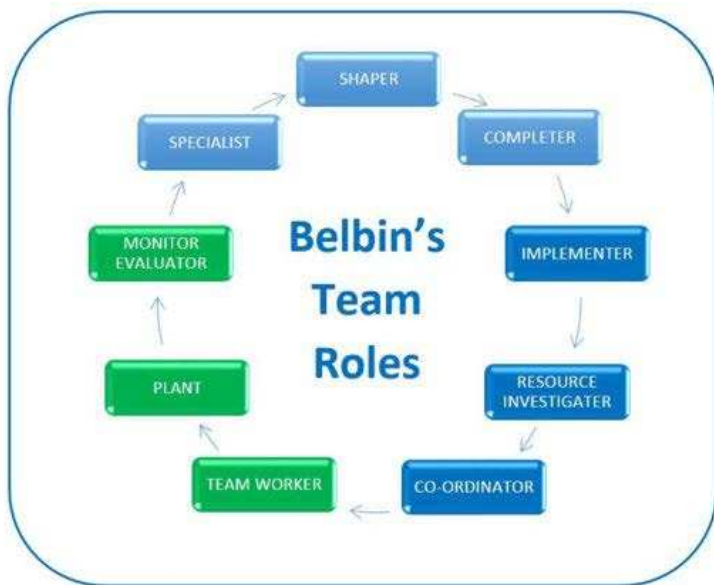 SHAPER
COMPLETER
IMPLEMENTER
RESOURCE
INVESTIGATER
CO-ORDINATOR
TEAM WORKER
PLANT
MONITOR
EVALUATOR
SPECIALIST
Belbin's
Team
Roles